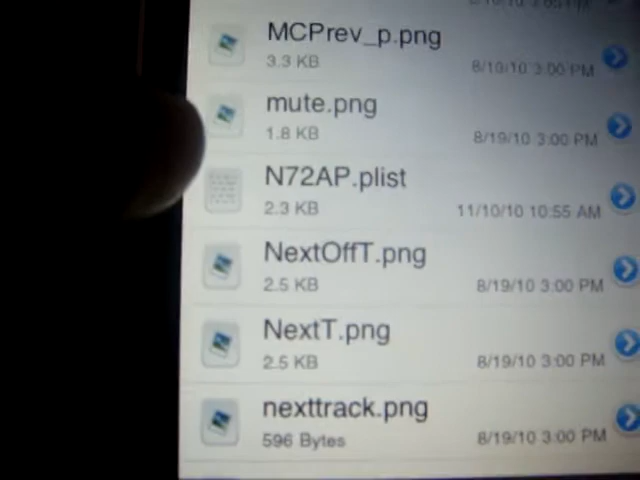 MCPrev_p.png
3.3 KB 8/19/10 3:00 PM
mute.png
1.8 KB 8/19/10 3:00 PM
N72AP.plist
2.3 KB 11/10/10 10:55 AM
NextOffT.png
2.5 KB 8/19/10 3:00 PM
NextT.png
2.5 KB 8/19/10 3:00 PM
nexttrack.png
596 Bytes 8/19/10 3:00 PM